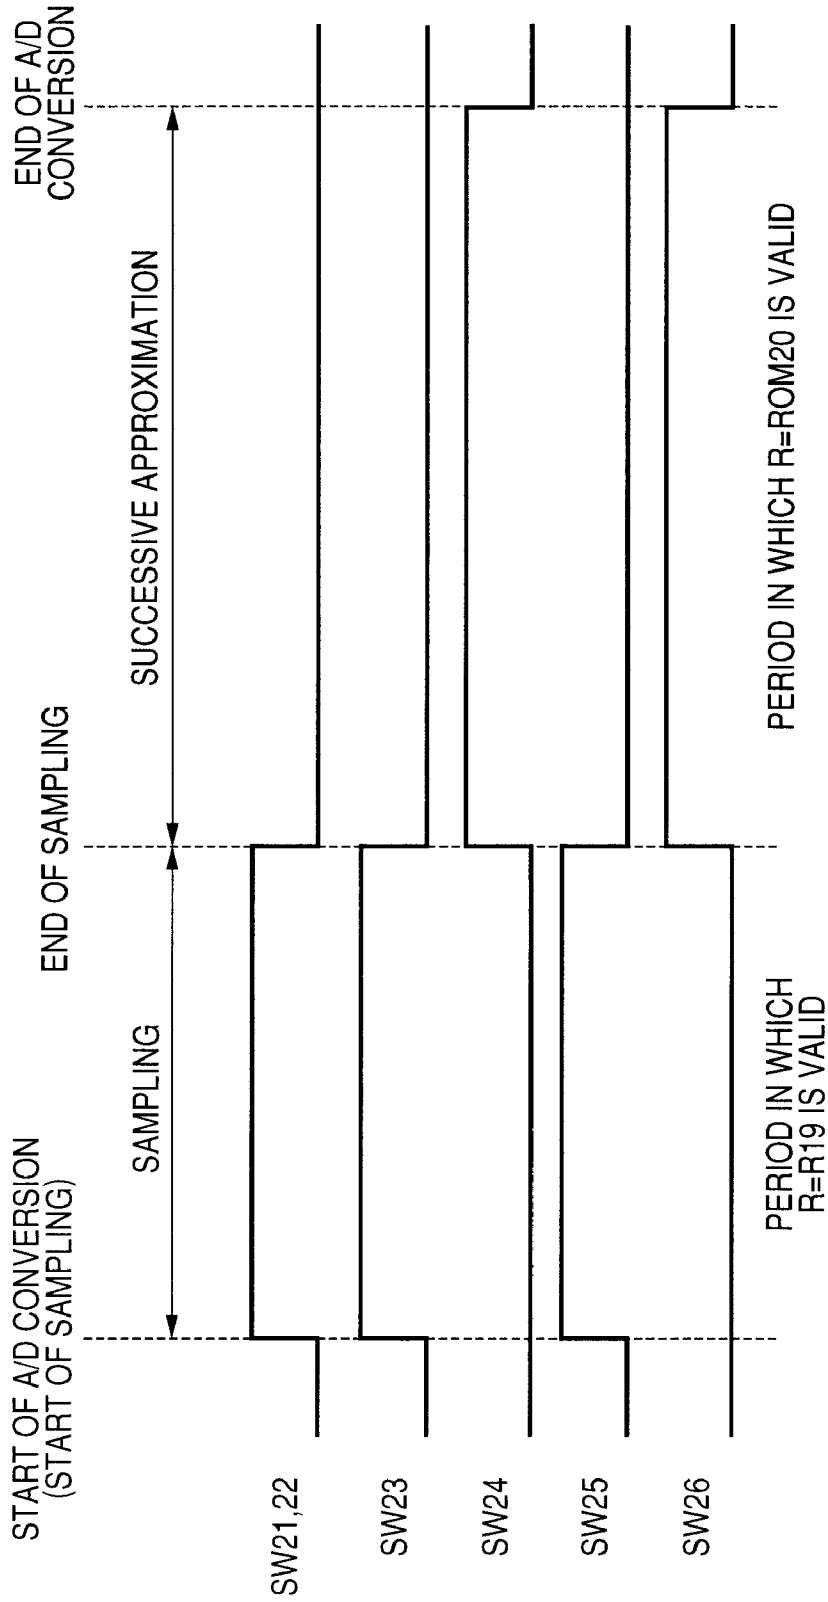 START OF A/D CONVERSION
(START OF SAMPLING)
END OF SAMPLING
END OF A/D
CONVERSION
SAMPLING
SUCCESSIVE APPROXIMATION
SW21,22
SW23
SW24
SW25
SW26
PERIOD IN WHICH
R=R19 IS VALID
PERIOD IN WHICH R=ROM20 IS VALID